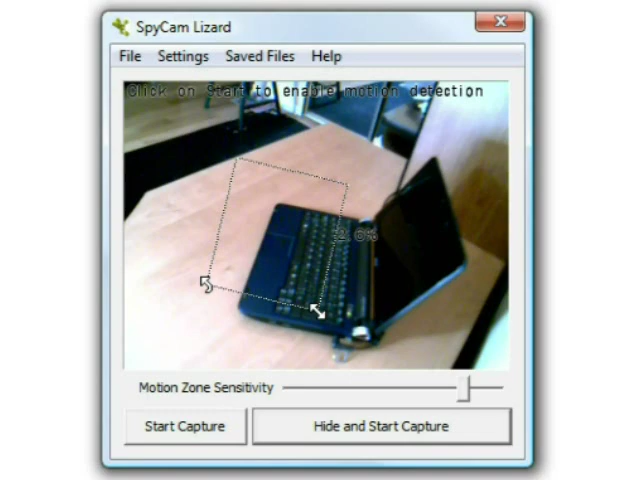 SpyCam Lizard
File Settings Saved Files Help
Click on Start to enable motion detection
Motion Zone Sensitivity
Start Capture Hide and Start Capture